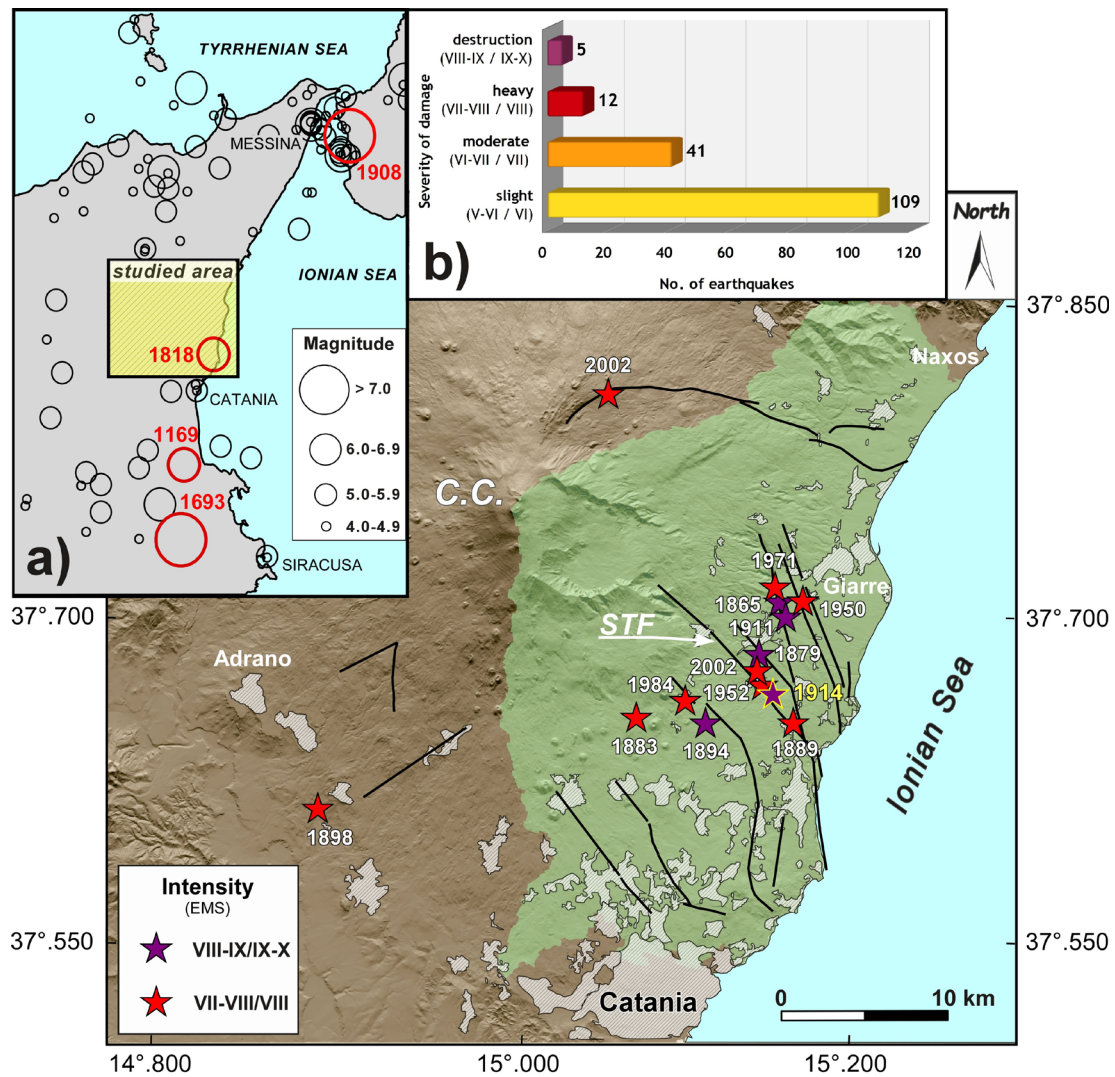 TYRRHENIAN SEA
MESSINA
1908
IONIAN SEA
studied area
1818
CATANIA
1169
1693
SIRACUSA
Magnitude
> 7.0
6.0-6.9
5.0-5.9
4.0-4.9
a)
Severity of damage
destruction
(VIII-IX / IX-X)
5
heavy
(VII-VIII / VIII)
12
moderate
(VI-VII / VII)
41
slight
(V-VI / VI)
109
0 20 40 60 80 100 120
No. of earthquakes
b)
North
37°.850
Naxos
2002
C.C.
1971
Giarre
1865
1950
37°.700
37°.700
STF
1911
1879
Adrano
2002
1984
1952
1914
1883
1894
1889
Ionian Sea
1898
Intensity
(EMS)
VIII-IX/IX-X
VII-VIII/VIII
37°.550
37°.550
Catania
0 10 km
14°.800
15°.000
15°.200